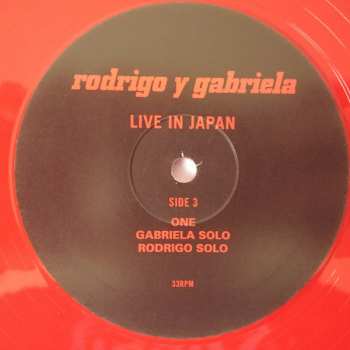 rodrigo y gabriela
LIVE IN JAPAN
SIDE 3
ONE
GABRIELA SOLO
RODRIGO SOLO
33RPM